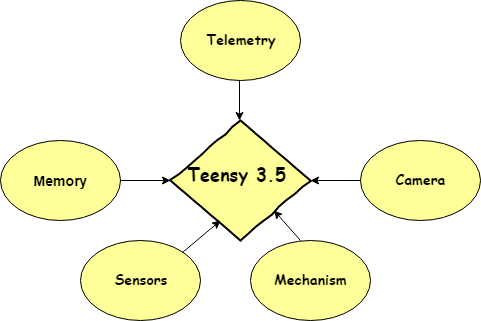 Telemetry
Teensy 3.5
Memory
Camera
Sensors
Mechanism